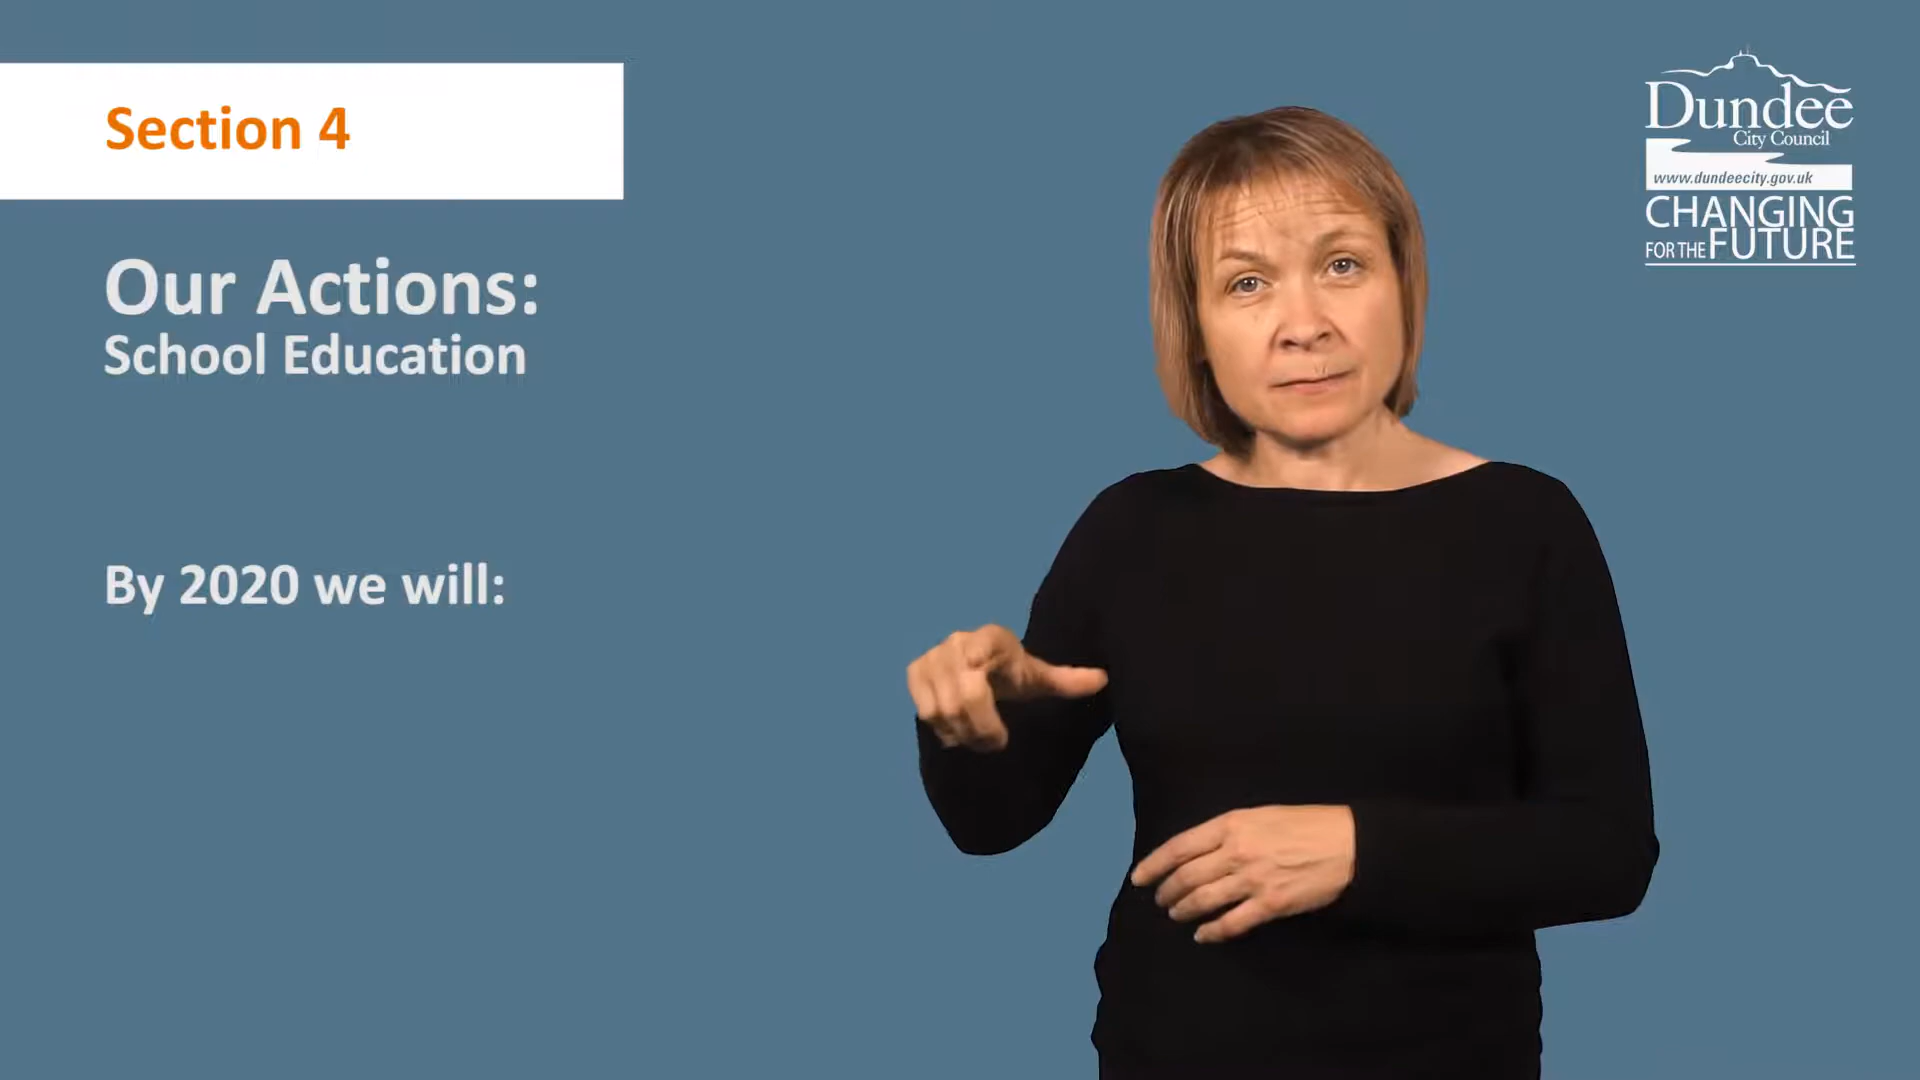 Section 4
Our Actions:
School Education
By 2020 we will:
Dundee
City Council
www.dundeecity.gov.uk
CHANGING
FOR THE FUTURE